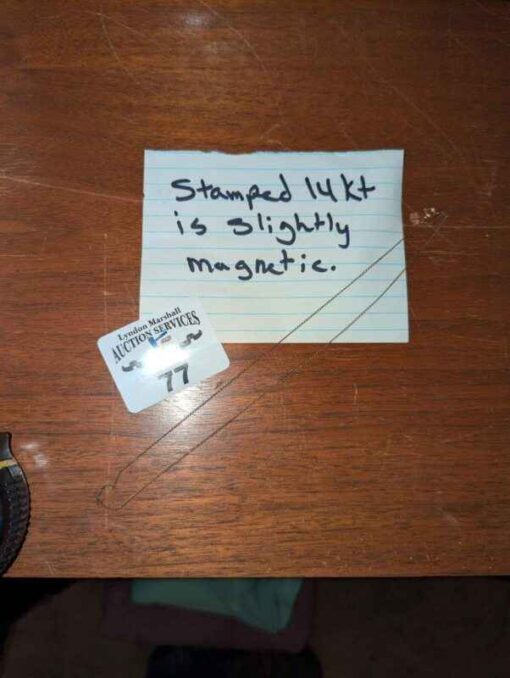 Stamped 14kt
is slightly
magnetic.
Lyndon Marshall
AUCTION SERVICES
77